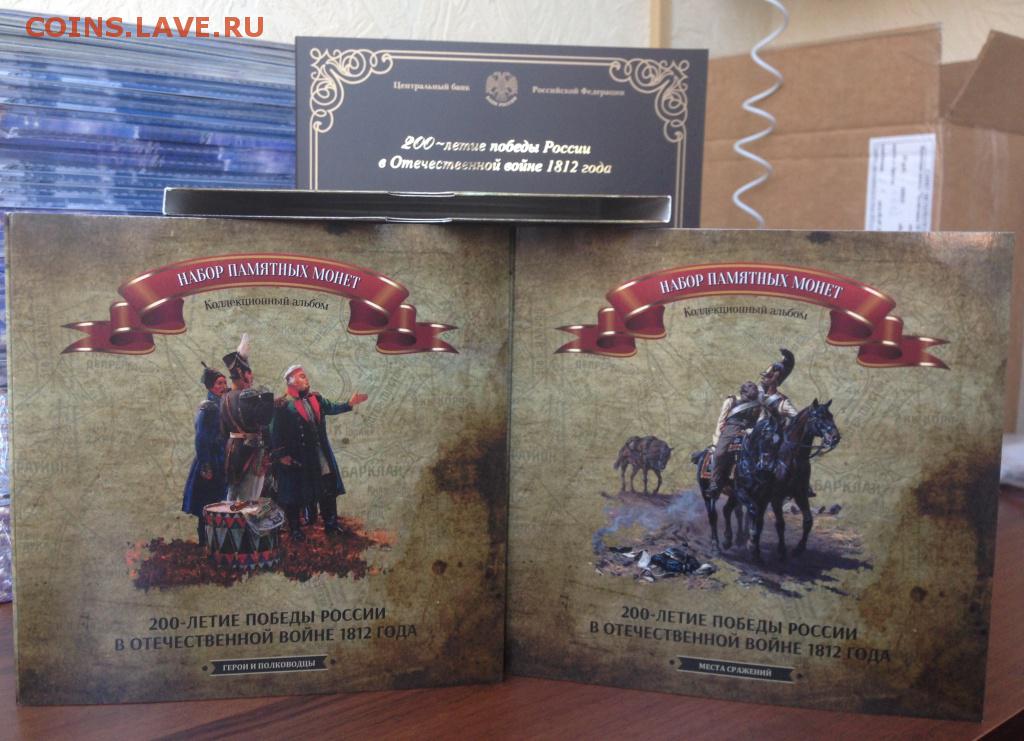 COINS.LAVE.RU
Центральный банк
Российской Федерации
200-летие победы России
в Отечественной войне 1812 года
НАБОР ПАМЯТНЫХ МОНЕТ
Коллекционный альбом
БАРКЛАЙ
200-ЛЕТИЕ ПОБЕДЫ РОССИИ
В ОТЕЧЕСТВЕННОЙ ВОЙНЕ 1812 ГОДА
ГЕРОИ И ПОЛКОВОДЦЫ
НАБОР ПАМЯТНЫХ МОНЕТ
Коллекционный альбом
БАРКЛАЙ
200-ЛЕТИЕ ПОБЕДЫ РОССИИ
В ОТЕЧЕСТВЕННОЙ ВОЙНЕ 1812 ГОДА
МЕСТА СРАЖЕНИЙ